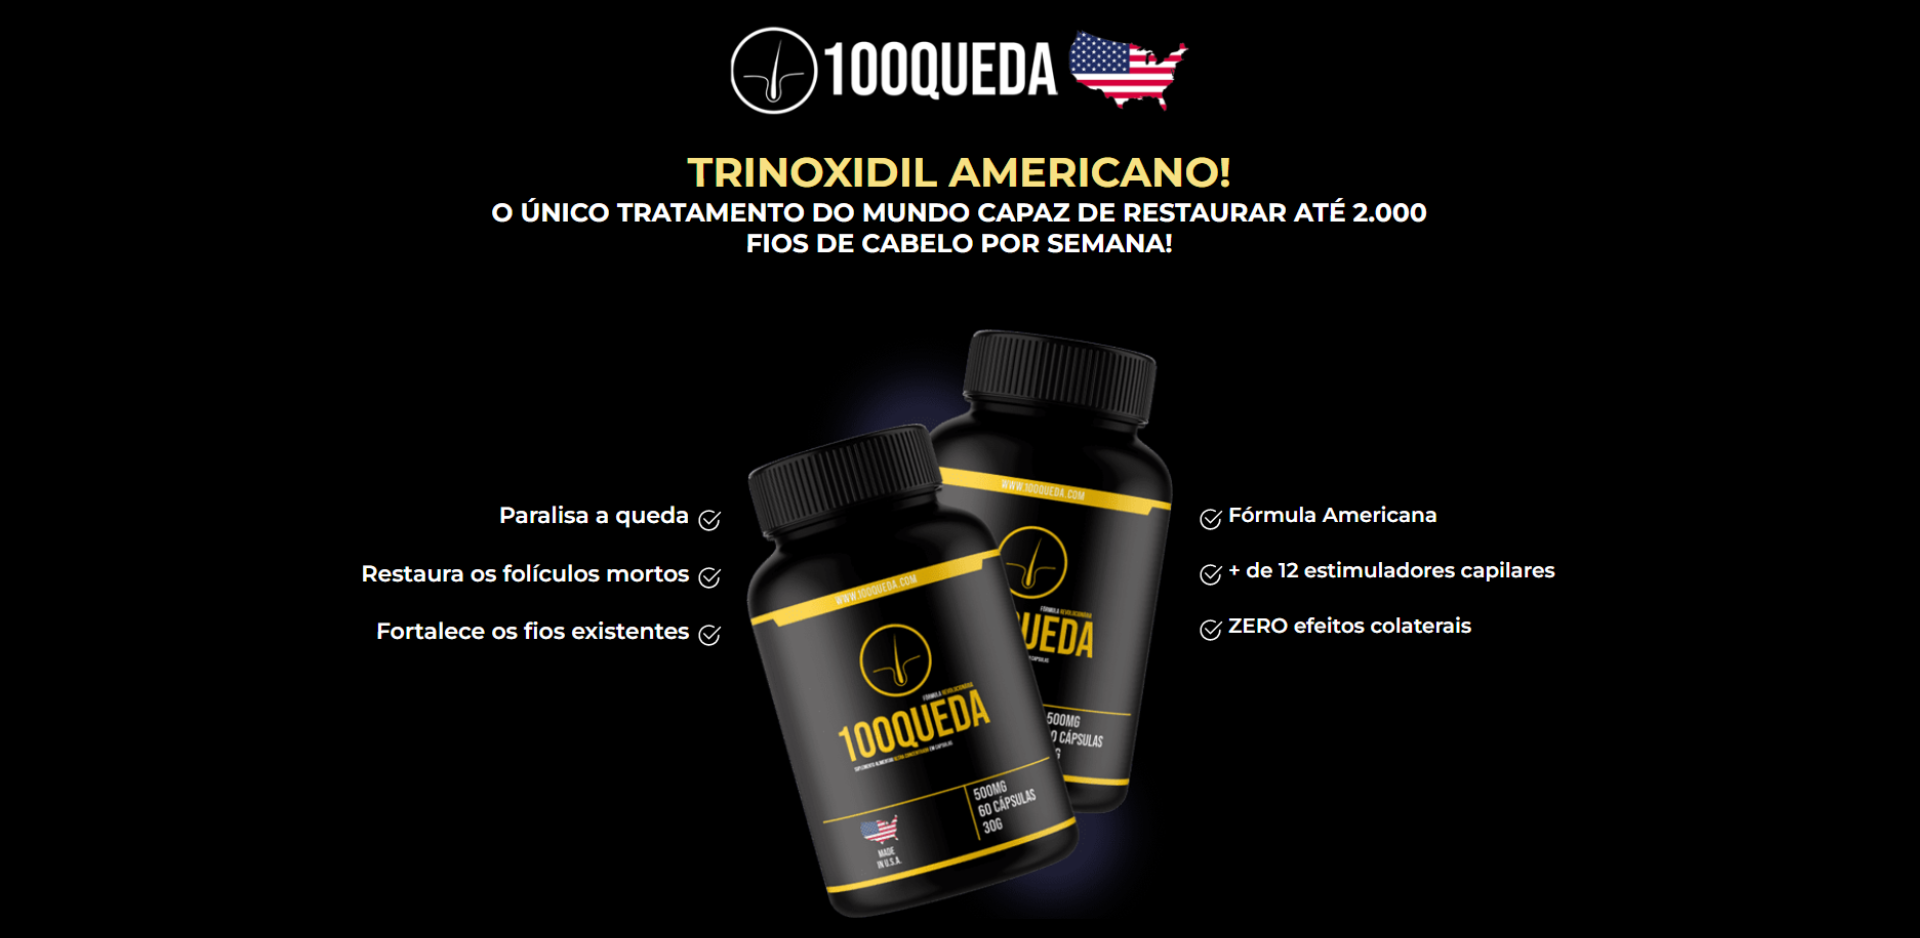 100QUEDA
TRINOXIDIL AMERICANO!
O ÚNICO TRATAMENTO DO MUNDO CAPAZ DE RESTAURAR ATÉ 2.000
FIOS DE CABELO POR SEMANA!
Paralisa a queda
Restaura os folículos mortos
Fortalece os fios existentes
Fórmula Americana
+ de 12 estimuladores capilares
ZERO efeitos colaterais
WWW.100QUEDA.COM
UEDA
500MG
0 CÁPSULAS
G
WWW.100QUEDA.COM
100QUEDA
500MG
60 CÁPSULAS
30G
MADE
IN U.S.A.